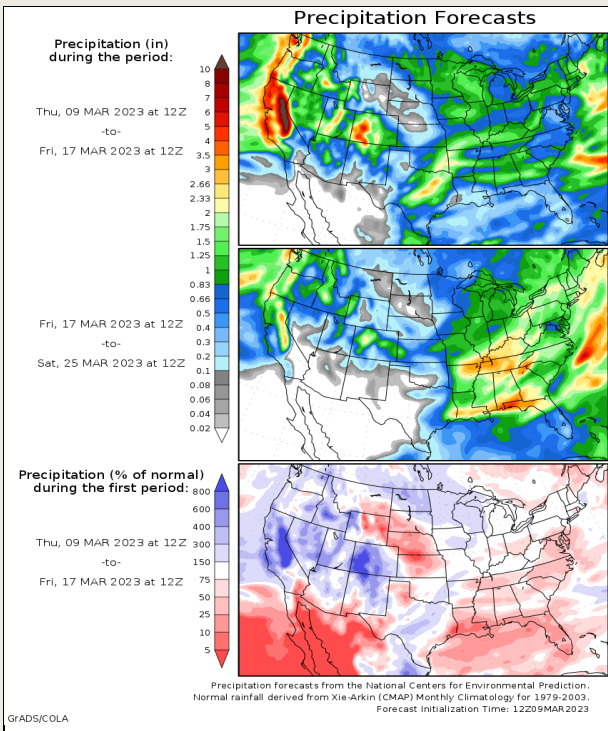 Precipitation Forecasts
Precipitation (in)
during the period:
Thu, 09 MAR 2023 at 12Z
-to-
Fri, 17 MAR 2023 at 12Z
10
8
7
6
5
4
3.5
3
2.66
2.33
2
1.75
1.5
1.25
1
0.83
0.66
0.5
0.4
0.3
0.2
0.1
0.08
0.06
0.04
0.02
Fri, 17 MAR 2023 at 12Z
-to-
Sat, 25 MAR 2023 at 12Z
Precipitation (% of normal)
during the first period:
Thu, 09 MAR 2023 at 12Z
-to-
Fri, 17 MAR 2023 at 12Z
800
600
400
300
150
75
50
25
10
5
Precipitation forecasts from the National Centers for Environmental Prediction.
Normal rainfall derived from Xie-Arkin (CMAP) Monthly Climatology for 1979-2003.
Forecast Initialization Time: 12Z09MAR2023
GrADS/COLA